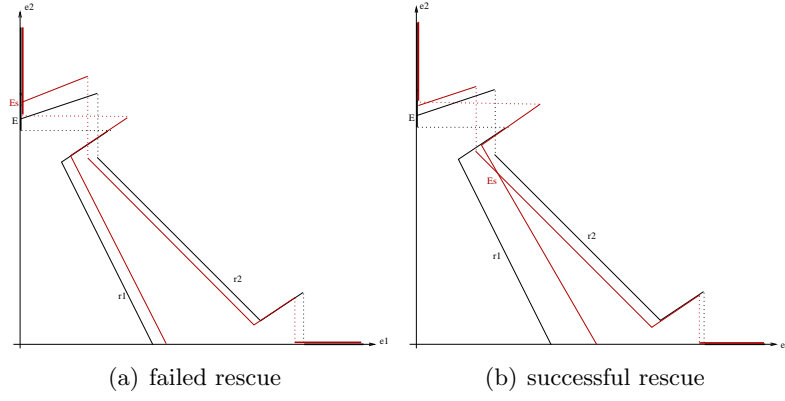 e2
Es
E
r1
r2
e1
(a) failed rescue
e2
E
Es
r1
r2
e
(b) successful rescue